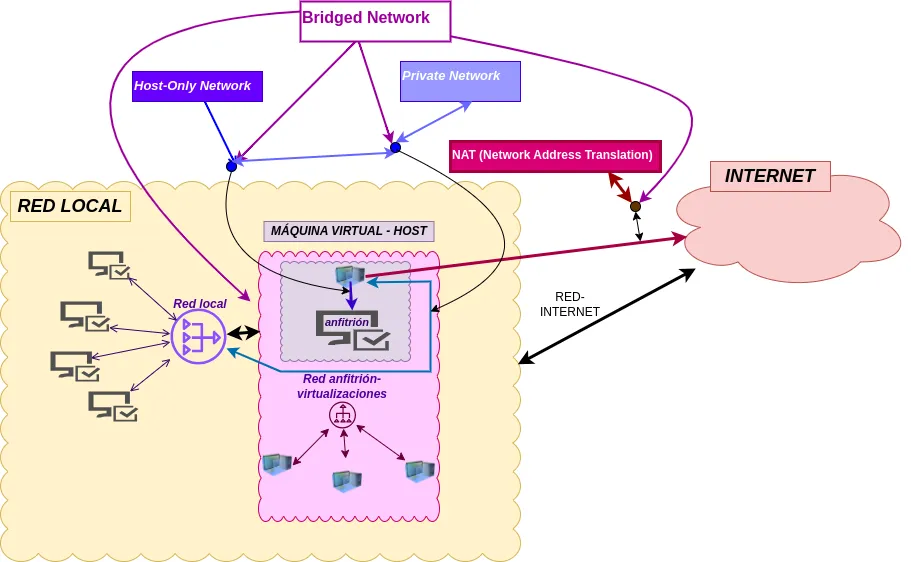 Bridged Network
Host-Only Network
Private Network
NAT (Network Address Translation)
INTERNET
RED LOCAL
MÁQUINA VIRTUAL - HOST
Red local
anfitrión
RED-
INTERNET
Red anfitrión-
virtualizaciones